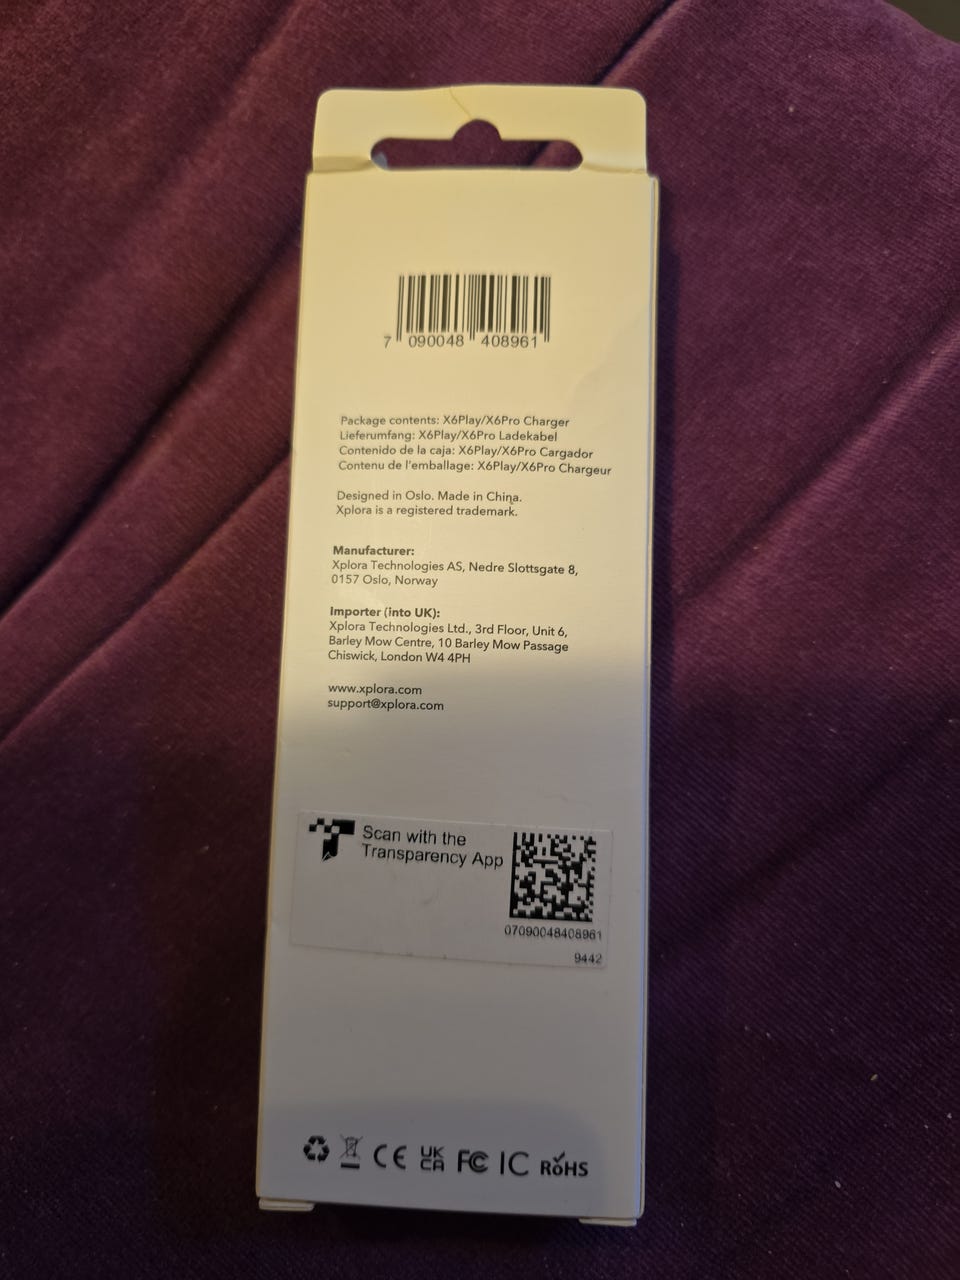 7 090048 408961
Package contents: X6Play/X6Pro Charger
Lieferumfang: X6Play/X6Pro Ladekabel
Contenido de la caja: X6Play/X6Pro Cargador
Contenu de l'emballage: X6Play/X6Pro Chargeur
Designed in Oslo. Made in China.
Xplora is a registered trademark.
Manufacturer:
Xplora Technologies AS, Nedre Slottsgate 8,
0157 Oslo, Norway
Importer (into UK):
Xplora Technologies Ltd., 3rd Floor, Unit 6,
Barley Mow Centre, 10 Barley Mow Passage
Chiswick, London W4 4PH
www.xplora.com
support@xplora.com
Scan with the
Transparency App
07090048408961
9442
CE UK CA FC IC RoHS